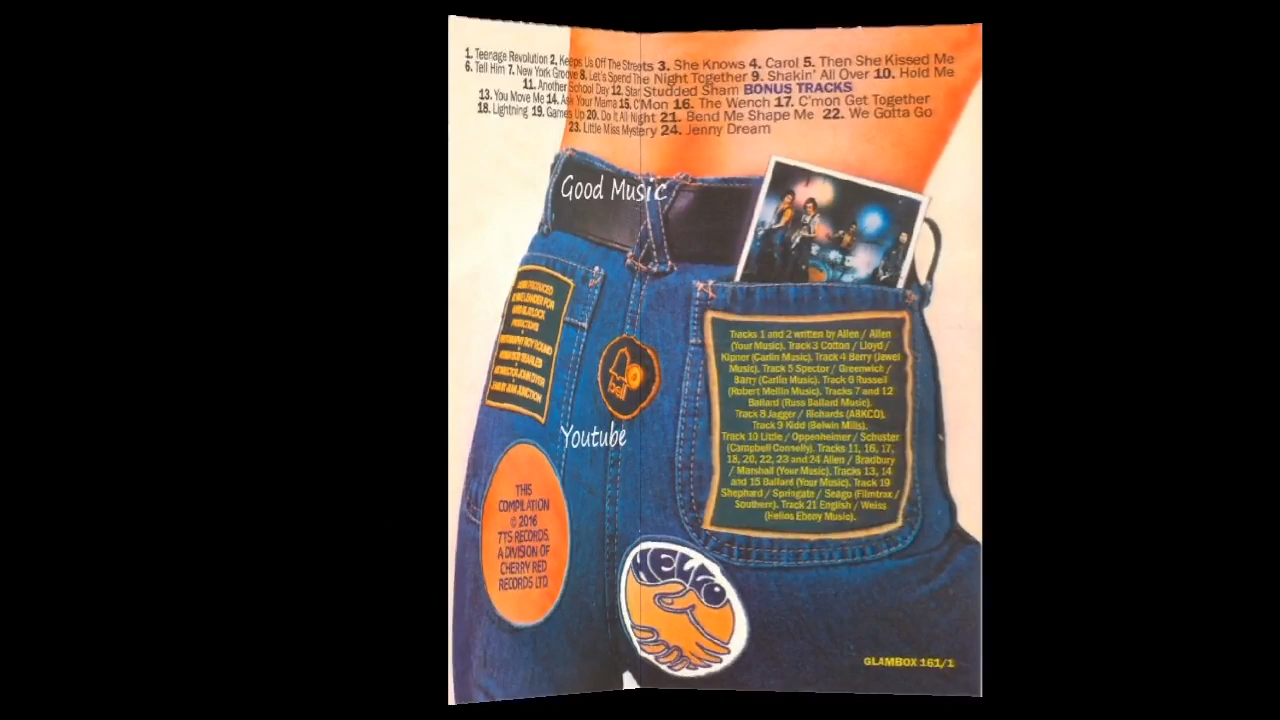 1. Teenage Revolution 2. Keeps Us Off The Streets 3. She Knows 4. Carol 5. Then She Kissed Me
6. Tell Him 7. New York Groove 8. Let's Spend The Night Together 9. Shakin' All Over 10. Hold Me
11. Another School Day 12. Star Studded Sham BONUS TRACKS
13. You Move Me 14. Ask Your Mama 15. C'Mon 16. The Wench 17. C'mon Get Together
18. Lightning 19. Games Up 20. Do It All Night 21. Bend Me Shape Me 22. We Gotta Go
23. Little Miss Mystery 24. Jenny Dream
Good Music
PRODUCTIONS
bell
Tracks 1 and 2 written by Allen / Allen
(Your Music). Track 3 Cotton / Lloyd /
Kipner (Carlin Music). Track 4 Berry (Jewel
Music). Track 5 Spector / Greenwich /
Barry (Carlin Music). Track 6 Russell
(Robert Mellin Music). Tracks 7 and 12
Ballard (Russ Ballard Music).
Track 8 Jagger / Richards (ABKCO).
Track 9 Kidd (Belwin Mills).
Track 10 Little / Oppenheimer / Schuster
(Campbell Connelly). Tracks 11, 16, 17,
18, 20, 22, 23 and 24 Allen / Bradbury
/ Marshall (Your Music). Tracks 13, 14
and 15 Ballard (Your Music). Track 19
Shephard / Springate / Seago (Filmtrax /
Southern). Track 21 English / Weiss
(Helios Ebony Music).
Youtube
THIS
COMPILATION
© 2016
7TS RECORDS,
A DIVISION OF
CHERRY RED
RECORDS LTD
HELLO
GLAMBOX 161/1